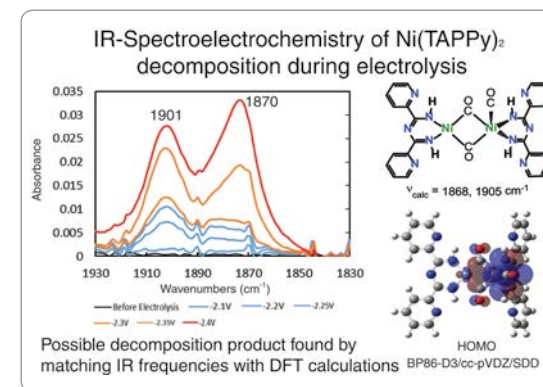 IR-Spectroelectrochemistry of Ni(TAPPy)₂
decomposition during electrolysis
0.035
0.03
0.025
0.02
0.015
0.01
0.005
0
Absorbance
1901
1870
1930
1910
1890
1870
1850
1830
Wavenumbers (cm⁻¹)
Before Electrolysis
-2.1V
-2.2V
-2.25V
-2.3V
-2.35V
-2.4V
N
N
H
N
N
N
H
Ni
O
C
C
O
O
C
Ni
H
N
N
N
H
N
N
νcalc = 1868, 1905 cm⁻¹
HOMO
BP86-D3/cc-pVDZ/SDD
Possible decomposition product found by
matching IR frequencies with DFT calculations